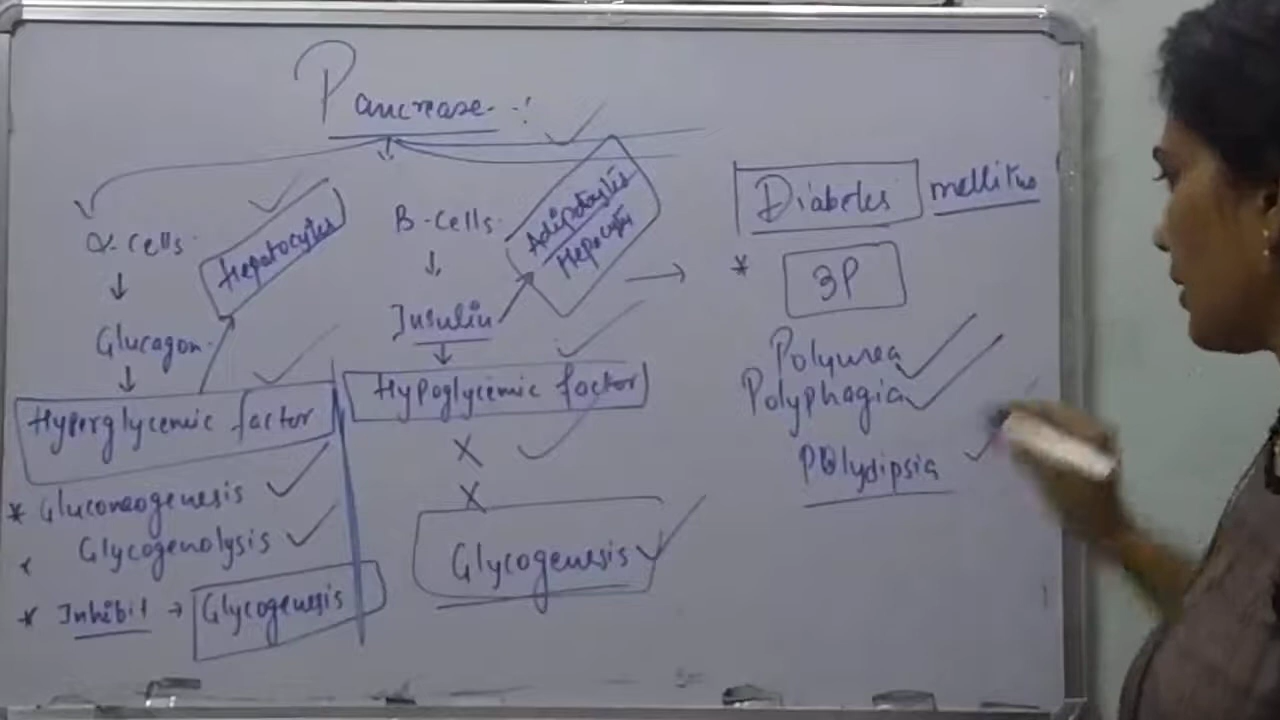 Pancrease :
α-cells
Glucagon
Hepatocytes
Hyperglycemic factor
* Gluconeogenesis
Glycogenolysis
* Inhibit → Glycogenesis
B-cells
Insulin
Adipocytes
Hepocyts
Hypoglycemic factor
X
X
Glycogenesis
Diabetes mellitus
* 3P
Polyurea
Polyphagia
Polydipsia